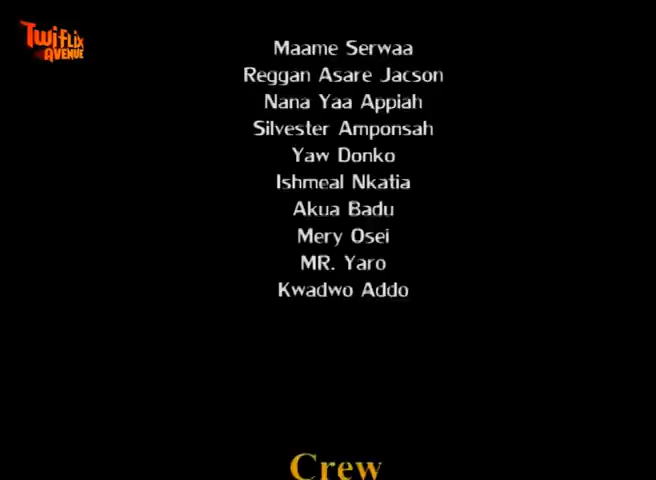 TWiFLix
AVENUE
Maame Serwaa
Reggan Asare Jacson
Nana Yaa Appiah
Silvester Amponsah
Yaw Donko
Ishmeal Nkatia
Akua Badu
Mery Osei
MR. Yaro
Kwadwo Addo
Crew